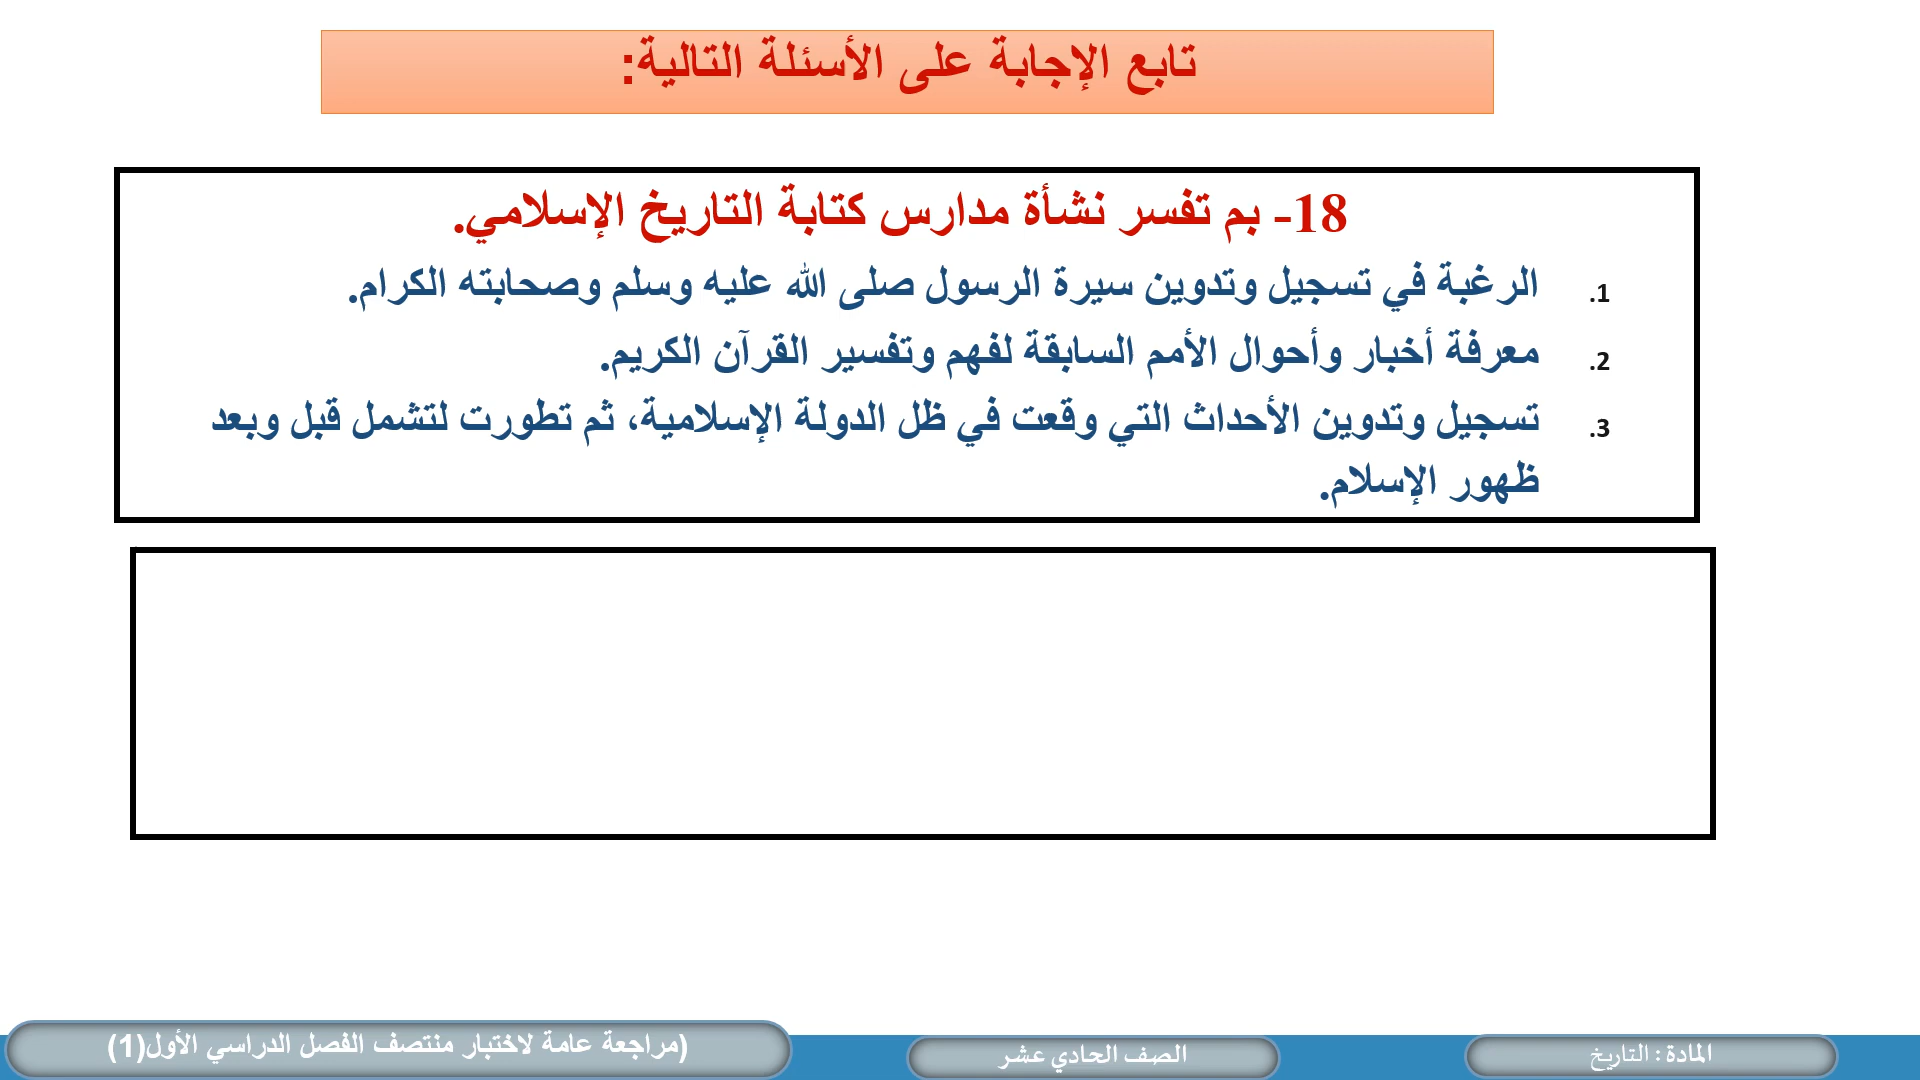 تابع الإجابة على الأسئلة التالية:
18- بم تفسر نشأة مدارس كتابة التاريخ الإسلامي.
1. الرغبة في تسجيل وتدوين سيرة الرسول صلى الله عليه وسلم وصحابته الكرام.
2. معرفة أخبار وأحوال الأمم السابقة لفهم وتفسير القرآن الكريم.
3. تسجيل وتدوين الأحداث التي وقعت في ظل الدولة الإسلامية، ثم تطورت لتشمل قبل وبعد
ظهور الإسلام.
المادة : التاريخ
الصف الحادي عشر
(مراجعة عامة لاختبار منتصف الفصل الدراسي الأول(1)